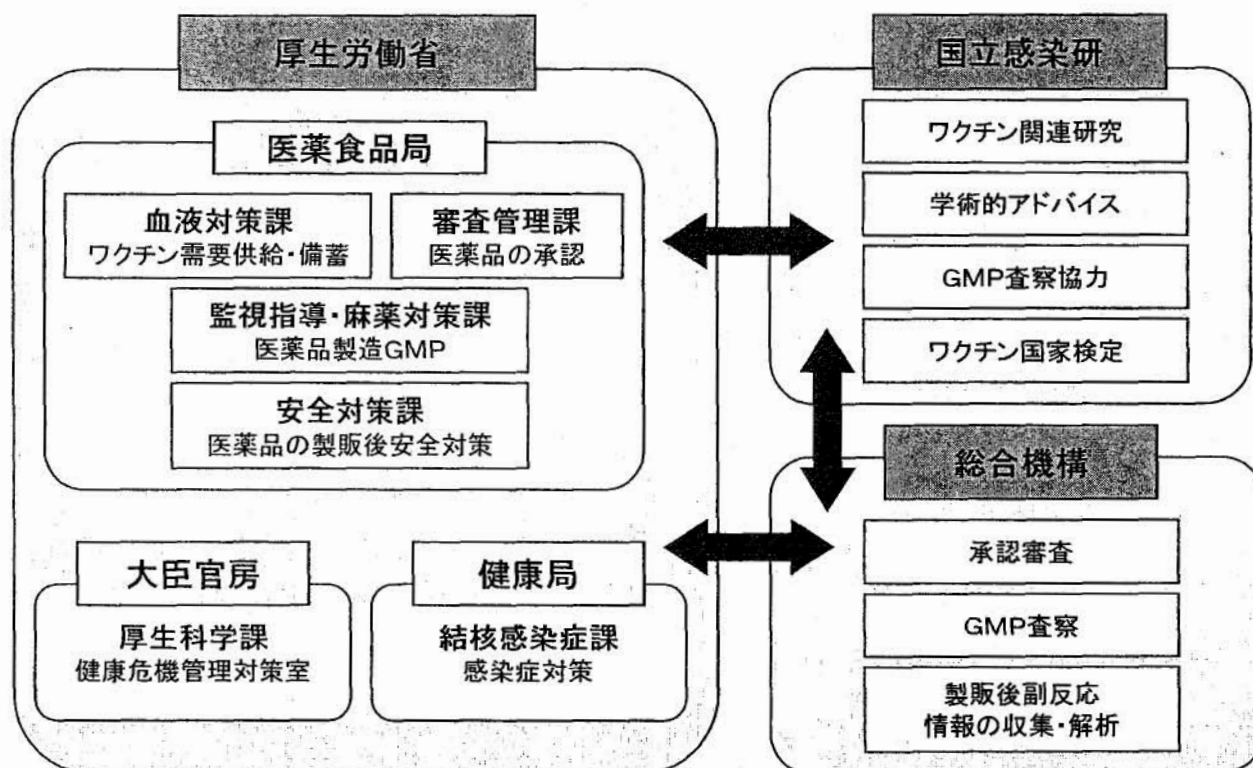 厚生労働省
医薬食品局
血液対策課
ワクチン需要供給・備蓄
審査管理課
医薬品の承認
監視指導・麻薬対策課
医薬品製造GMP
安全対策課
医薬品の製販後安全対策
大臣官房
厚生科学課
健康危機管理対策室
健康局
結核感染症課
感染症対策
国立感染研
ワクチン関連研究
学術的アドバイス
GMP査察協力
ワクチン国家検定
総合機構
承認審査
GMP査察
製販後副反応
情報の収集・解析